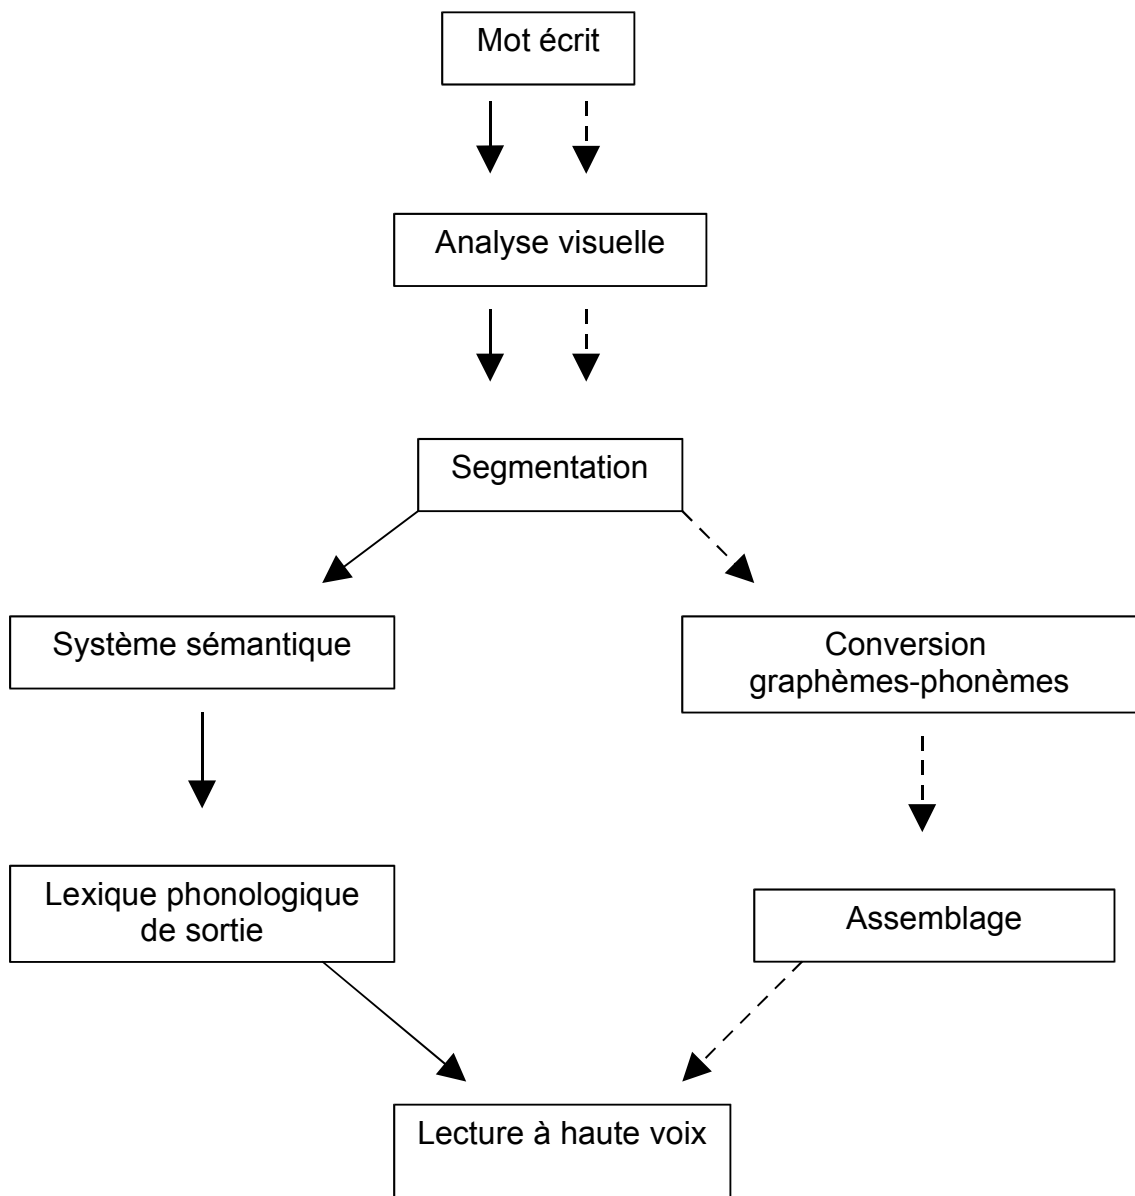 Mot écrit
Analyse visuelle
Segmentation
Système sémantique
Conversion
graphèmes-phonèmes
Lexique phonologique
de sortie
Assemblage
Lecture à haute voix